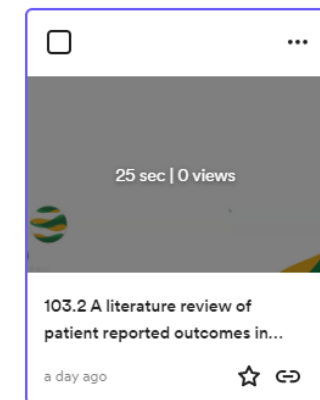 25 sec | 0 views
103.2 A literature review of
patient reported outcomes in...
a day ago